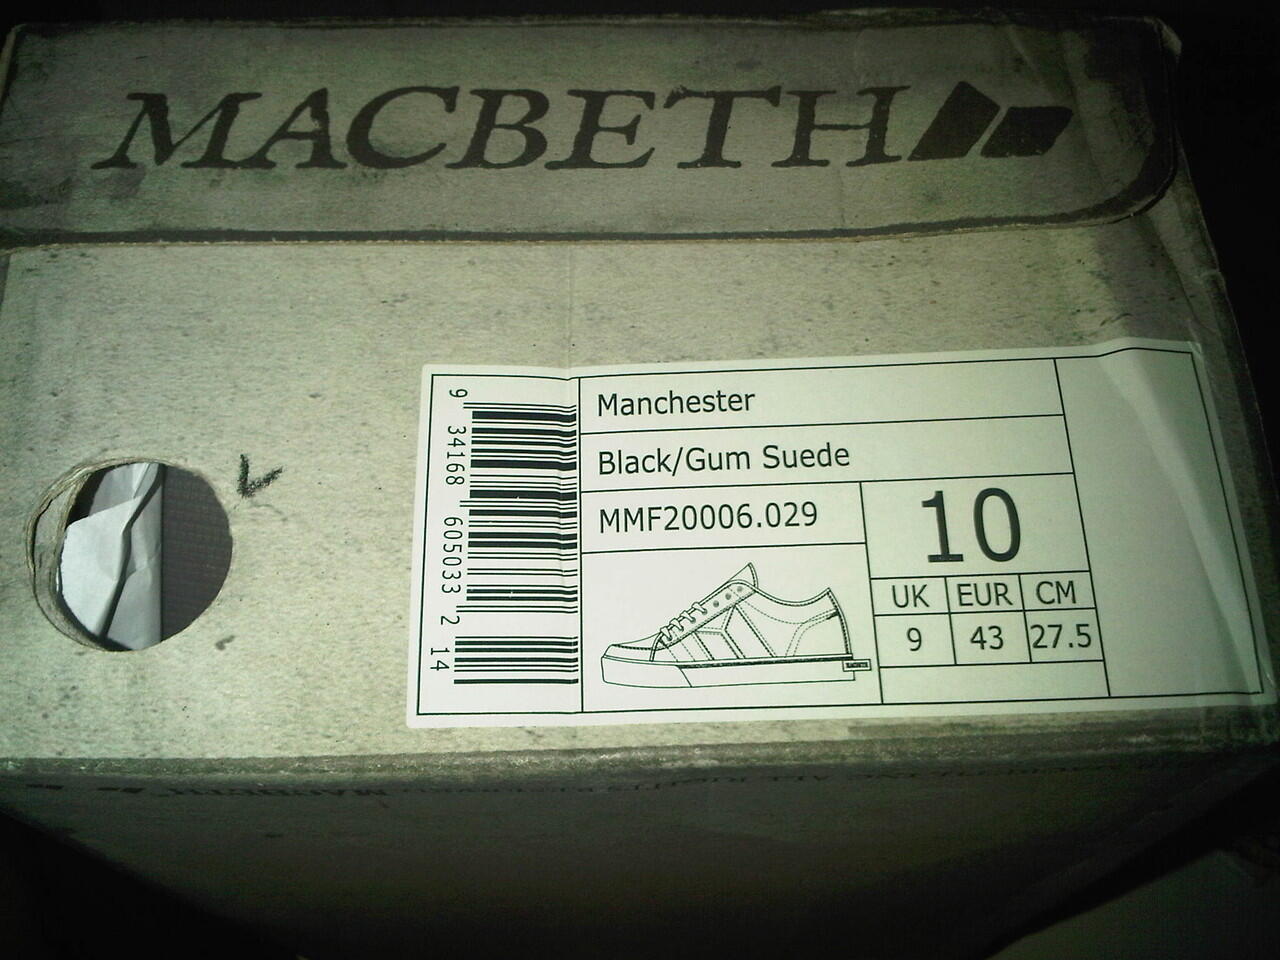 MACBETH
9 34168 605033 2 14
Manchester
Black/Gum Suede
MMF20006.029
10
UK EUR CM
9 43 27.5